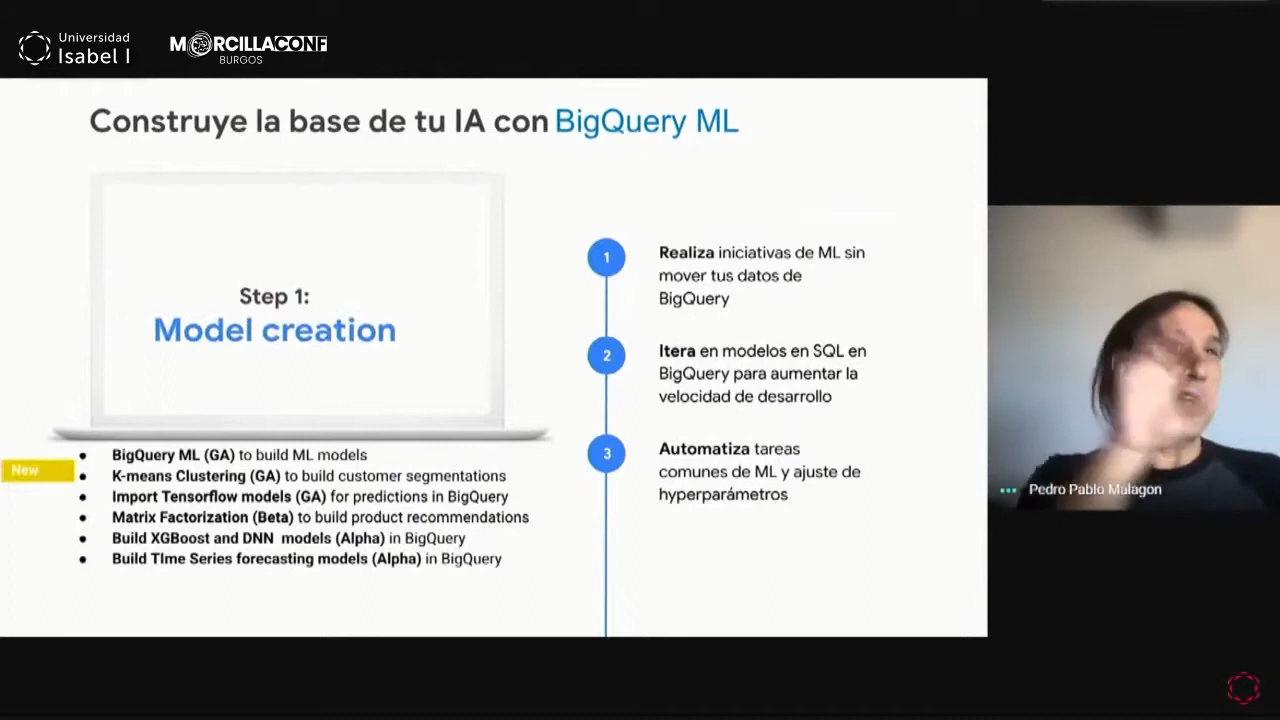 Universidad
Isabel I
MORCILLACONF
BURGOS
Construye la base de tu IA con BigQuery ML
Step 1:
Model creation
New
BigQuery ML (GA) to build ML models
K-means Clustering (GA) to build customer segmentations
Import Tensorflow models (GA) for predictions in BigQuery
Matrix Factorization (Beta) to build product recommendations
Build XGBoost and DNN models (Alpha) in BigQuery
Build TIme Series forecasting models (Alpha) in BigQuery
1
Realiza iniciativas de ML sin
mover tus datos de
BigQuery
2
Itera en modelos en SQL en
BigQuery para aumentar la
velocidad de desarrollo
3
Automatiza tareas
comunes de ML y ajuste de
hyperparámetros
Pedro Pablo Malagon